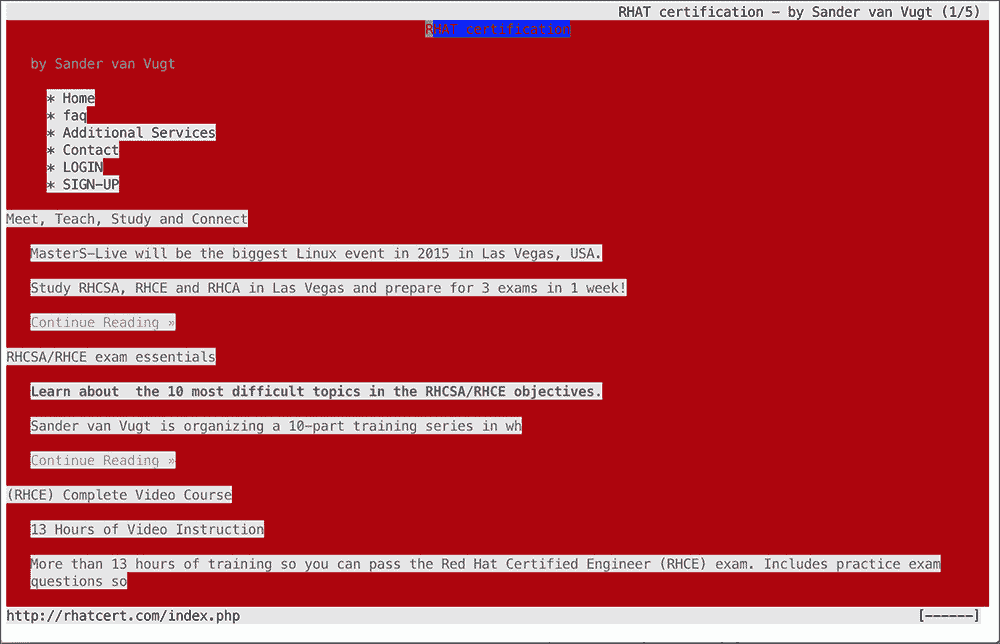 RHAT certification – by Sander van Vugt (1/5)
RHAT certification
by Sander van Vugt
* Home
* faq
* Additional Services
* Contact
* LOGIN
* SIGN-UP
Meet, Teach, Study and Connect
MasterS-Live will be the biggest Linux event in 2015 in Las Vegas, USA.
Study RHCSA, RHCE and RHCA in Las Vegas and prepare for 3 exams in 1 week!
Continue Reading »
RHCSA/RHCE exam essentials
Learn about  the 10 most difficult topics in the RHCSA/RHCE objectives.
Sander van Vugt is organizing a 10-part training series in wh
Continue Reading »
(RHCE) Complete Video Course
13 Hours of Video Instruction
More than 13 hours of training so you can pass the Red Hat Certified Engineer (RHCE) exam. Includes practice exam
questions so
http://rhatcert.com/index.php [------]